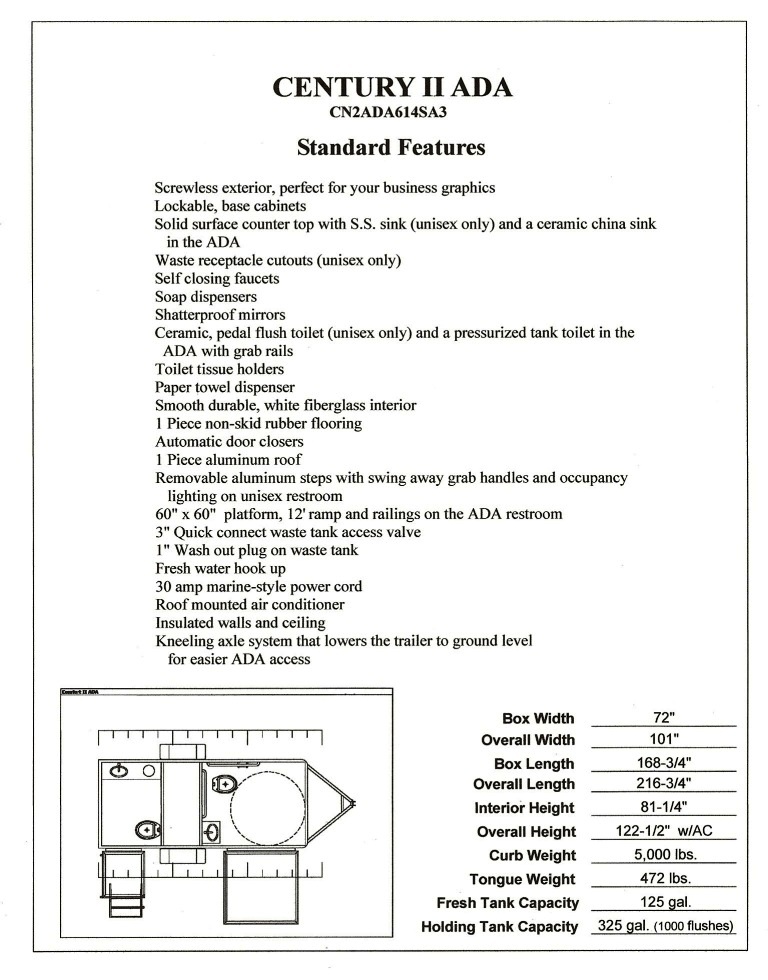 CENTURY II ADA
CN2ADA614SA3
Standard Features
Screwless exterior, perfect for your business graphics
Lockable, base cabinets
Solid surface counter top with S.S. sink (unisex only) and a ceramic china sink
in the ADA
Waste receptacle cutouts (unisex only)
Self closing faucets
Soap dispensers
Shatterproof mirrors
Ceramic, pedal flush toilet (unisex only) and a pressurized tank toilet in the
ADA with grab rails
Toilet tissue holders
Paper towel dispenser
Smooth durable, white fiberglass interior
1 Piece non-skid rubber flooring
Automatic door closers
1 Piece aluminum roof
Removable aluminum steps with swing away grab handles and occupancy
lighting on unisex restroom
60" x 60" platform, 12' ramp and railings on the ADA restroom
3" Quick connect waste tank access valve
1" Wash out plug on waste tank
Fresh water hook up
30 amp marine-style power cord
Roof mounted air conditioner
Insulated walls and ceiling
Kneeling axle system that lowers the trailer to ground level
for easier ADA access
II ADA
Box Width 72"
Overall Width 101"
Box Length 168-3/4"
Overall Length 216-3/4"
Interior Height 81-1/4"
Overall Height 122-1/2" w/AC
Curb Weight 5,000 lbs.
Tongue Weight 472 lbs.
Fresh Tank Capacity 125 gal.
Holding Tank Capacity 325 gal. (1000 flushes)